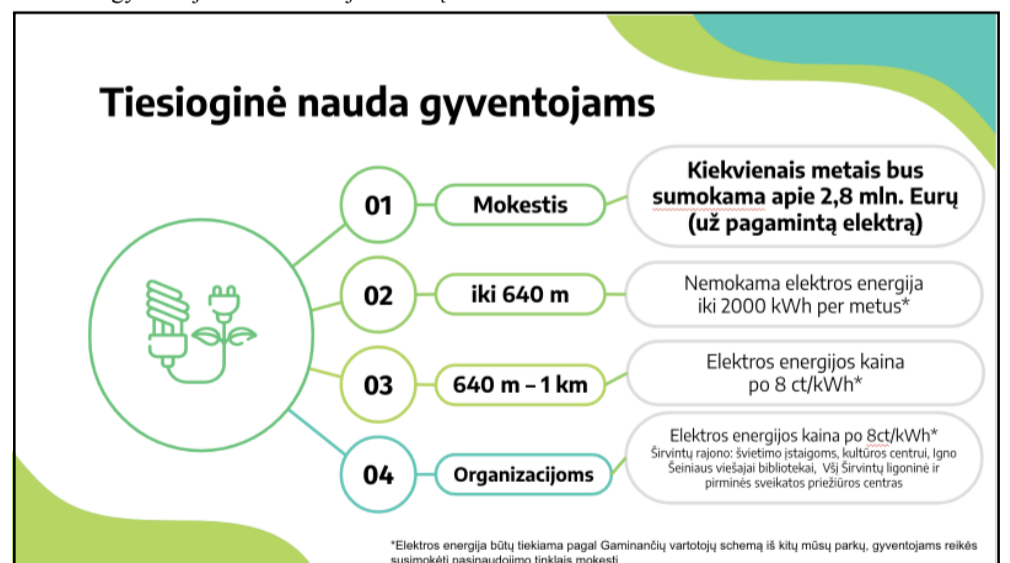 Tiesioginė nauda gyventojams
01
Mokestis
Kiekvienais metais bus
sumokama apie 2,8 mln. Eurų
(už pagamintą elektrą)
02
iki 640 m
Nemokama elektros energija
iki 2000 kWh per metus*
03
640 m – 1 km
Elektros energijos kaina
po 8 ct/kWh*
04
Organizacijoms
Elektros energijos kaina po 8ct/kWh*
Širvintų rajono: švietimo įstaigoms, kultūros centrui, Igno
Šeiniaus viešajai bibliotekai, VšĮ Širvintų ligoninė ir
pirminės sveikatos priežiūros centras
*Elektros energija būtų tiekiama pagal Gaminančių vartotojų schemą iš kitų mūsų parkų, gyventojams reikės
susimokėti pasinaudojimo tinklais mokestį